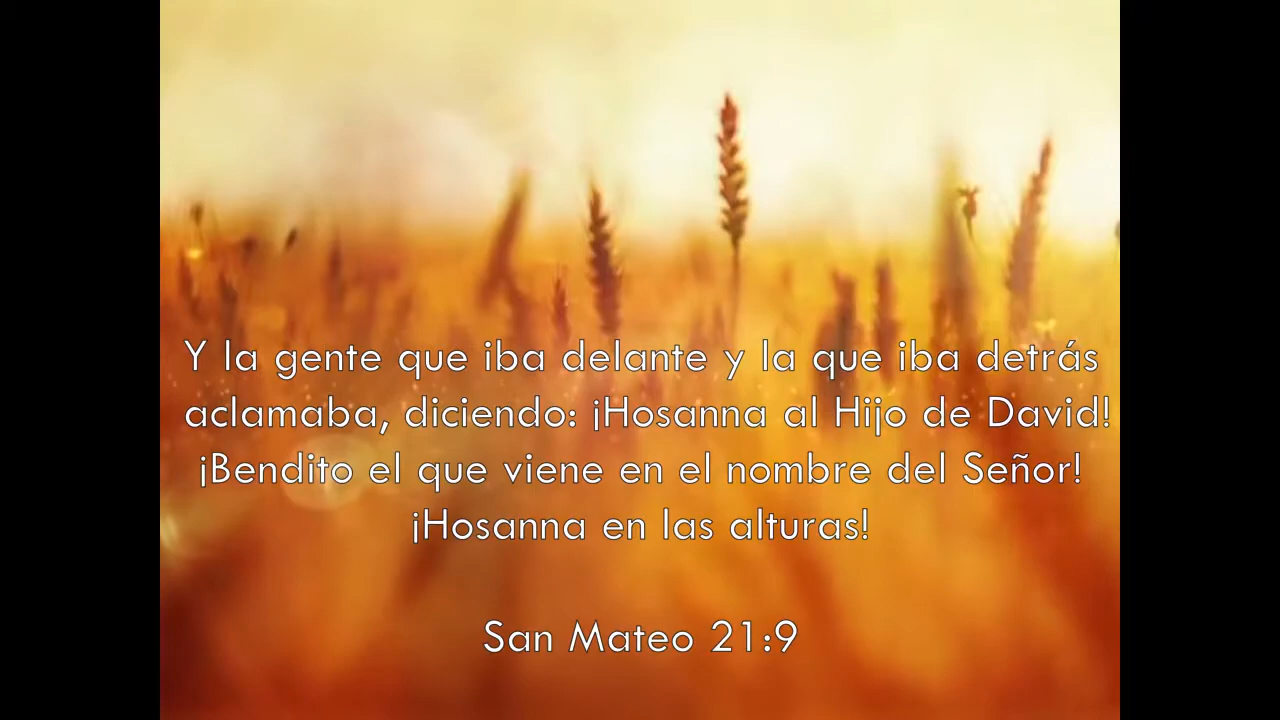 Y la gente que iba delante y la que iba detrás
aclamaba, diciendo: ¡Hosanna al Hijo de David!
¡Bendito el que viene en el nombre del Señor!
¡Hosanna en las alturas!
San Mateo 21:9